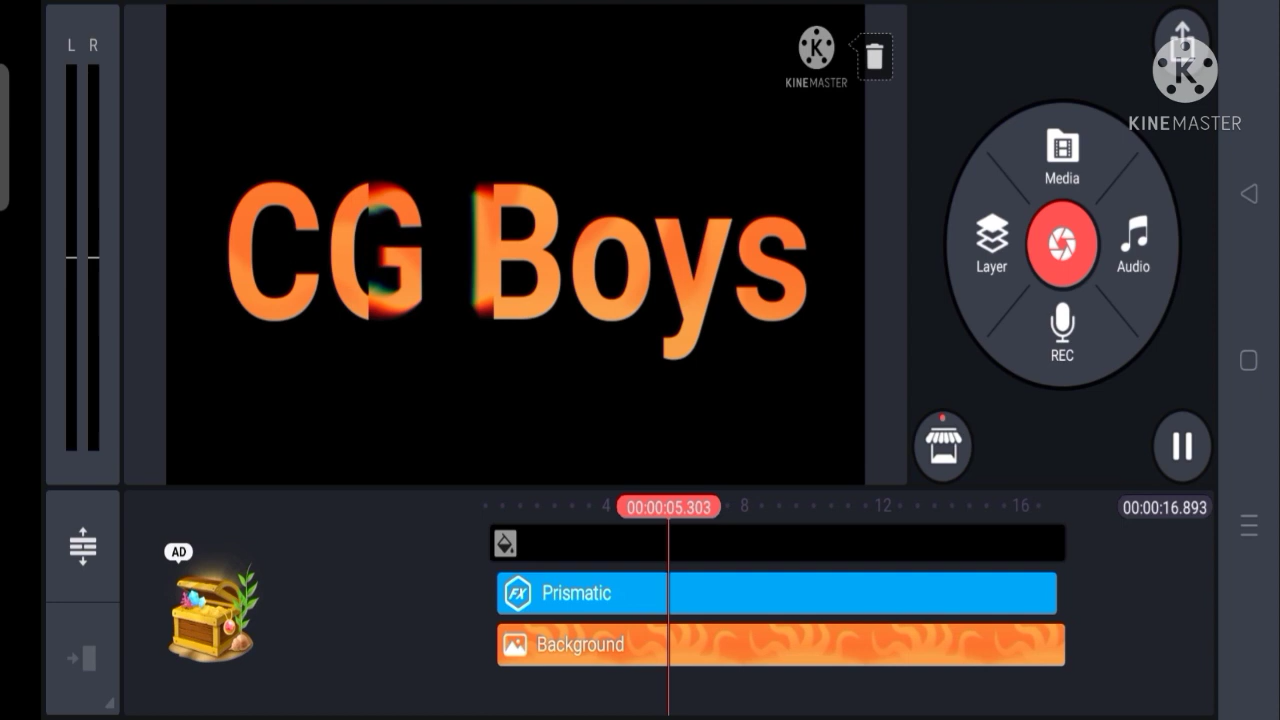 L R
KINEMASTER
KINEMASTER
CG Boys
Media
Layer
Audio
REC
4
00:00:05.303
8
12
16
00:00:16.893
AD
FX Prismatic
Background